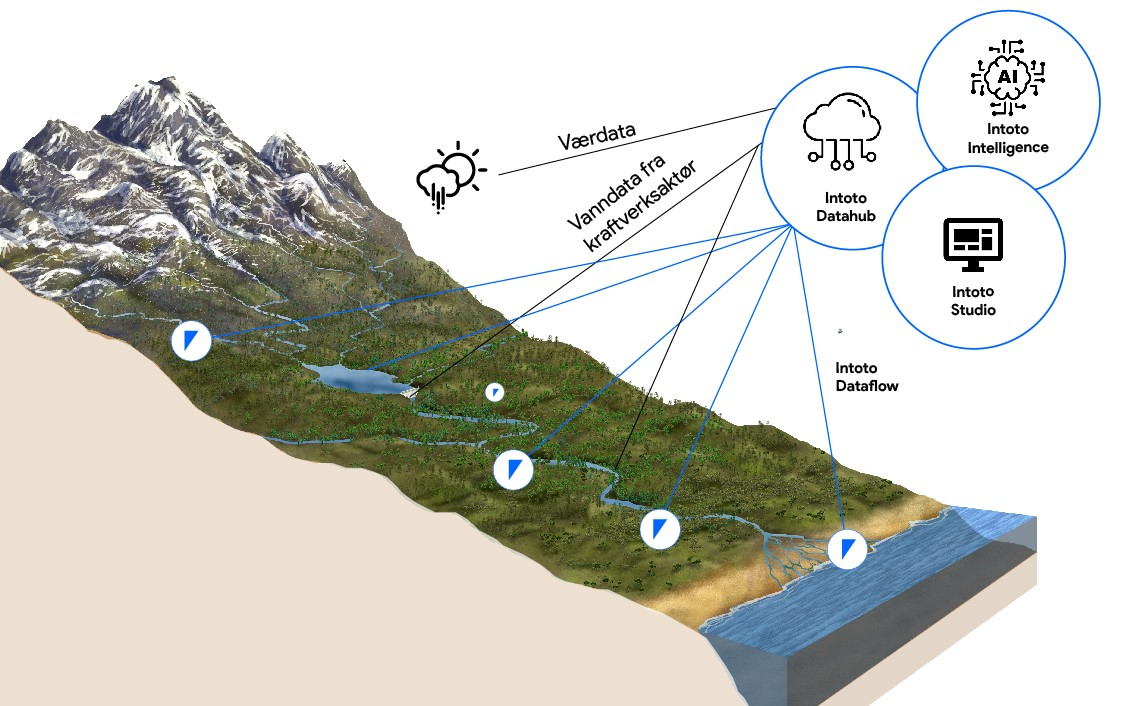 AI
Intoto
Intelligence
Værdata
Vanndata fra
kraftverksaktør
Intoto
Datahub
Intoto
Studio
Intoto
Dataflow